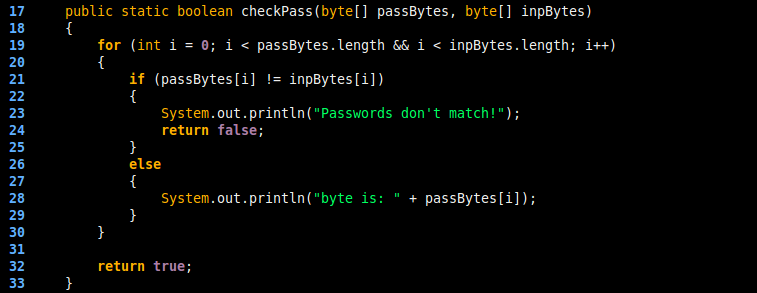 17     public static boolean checkPass(byte[] passBytes, byte[] inpBytes)
18     {
19         for (int i = 0; i < passBytes.length && i < inpBytes.length; i++)
20         {
21             if (passBytes[i] != inpBytes[i])
22             {
23                 System.out.println("Passwords don't match!");
24                 return false;
25             }
26             else
27             {
28                 System.out.println("byte is: " + passBytes[i]);
29             }
30         }
31
32         return true;
33     }